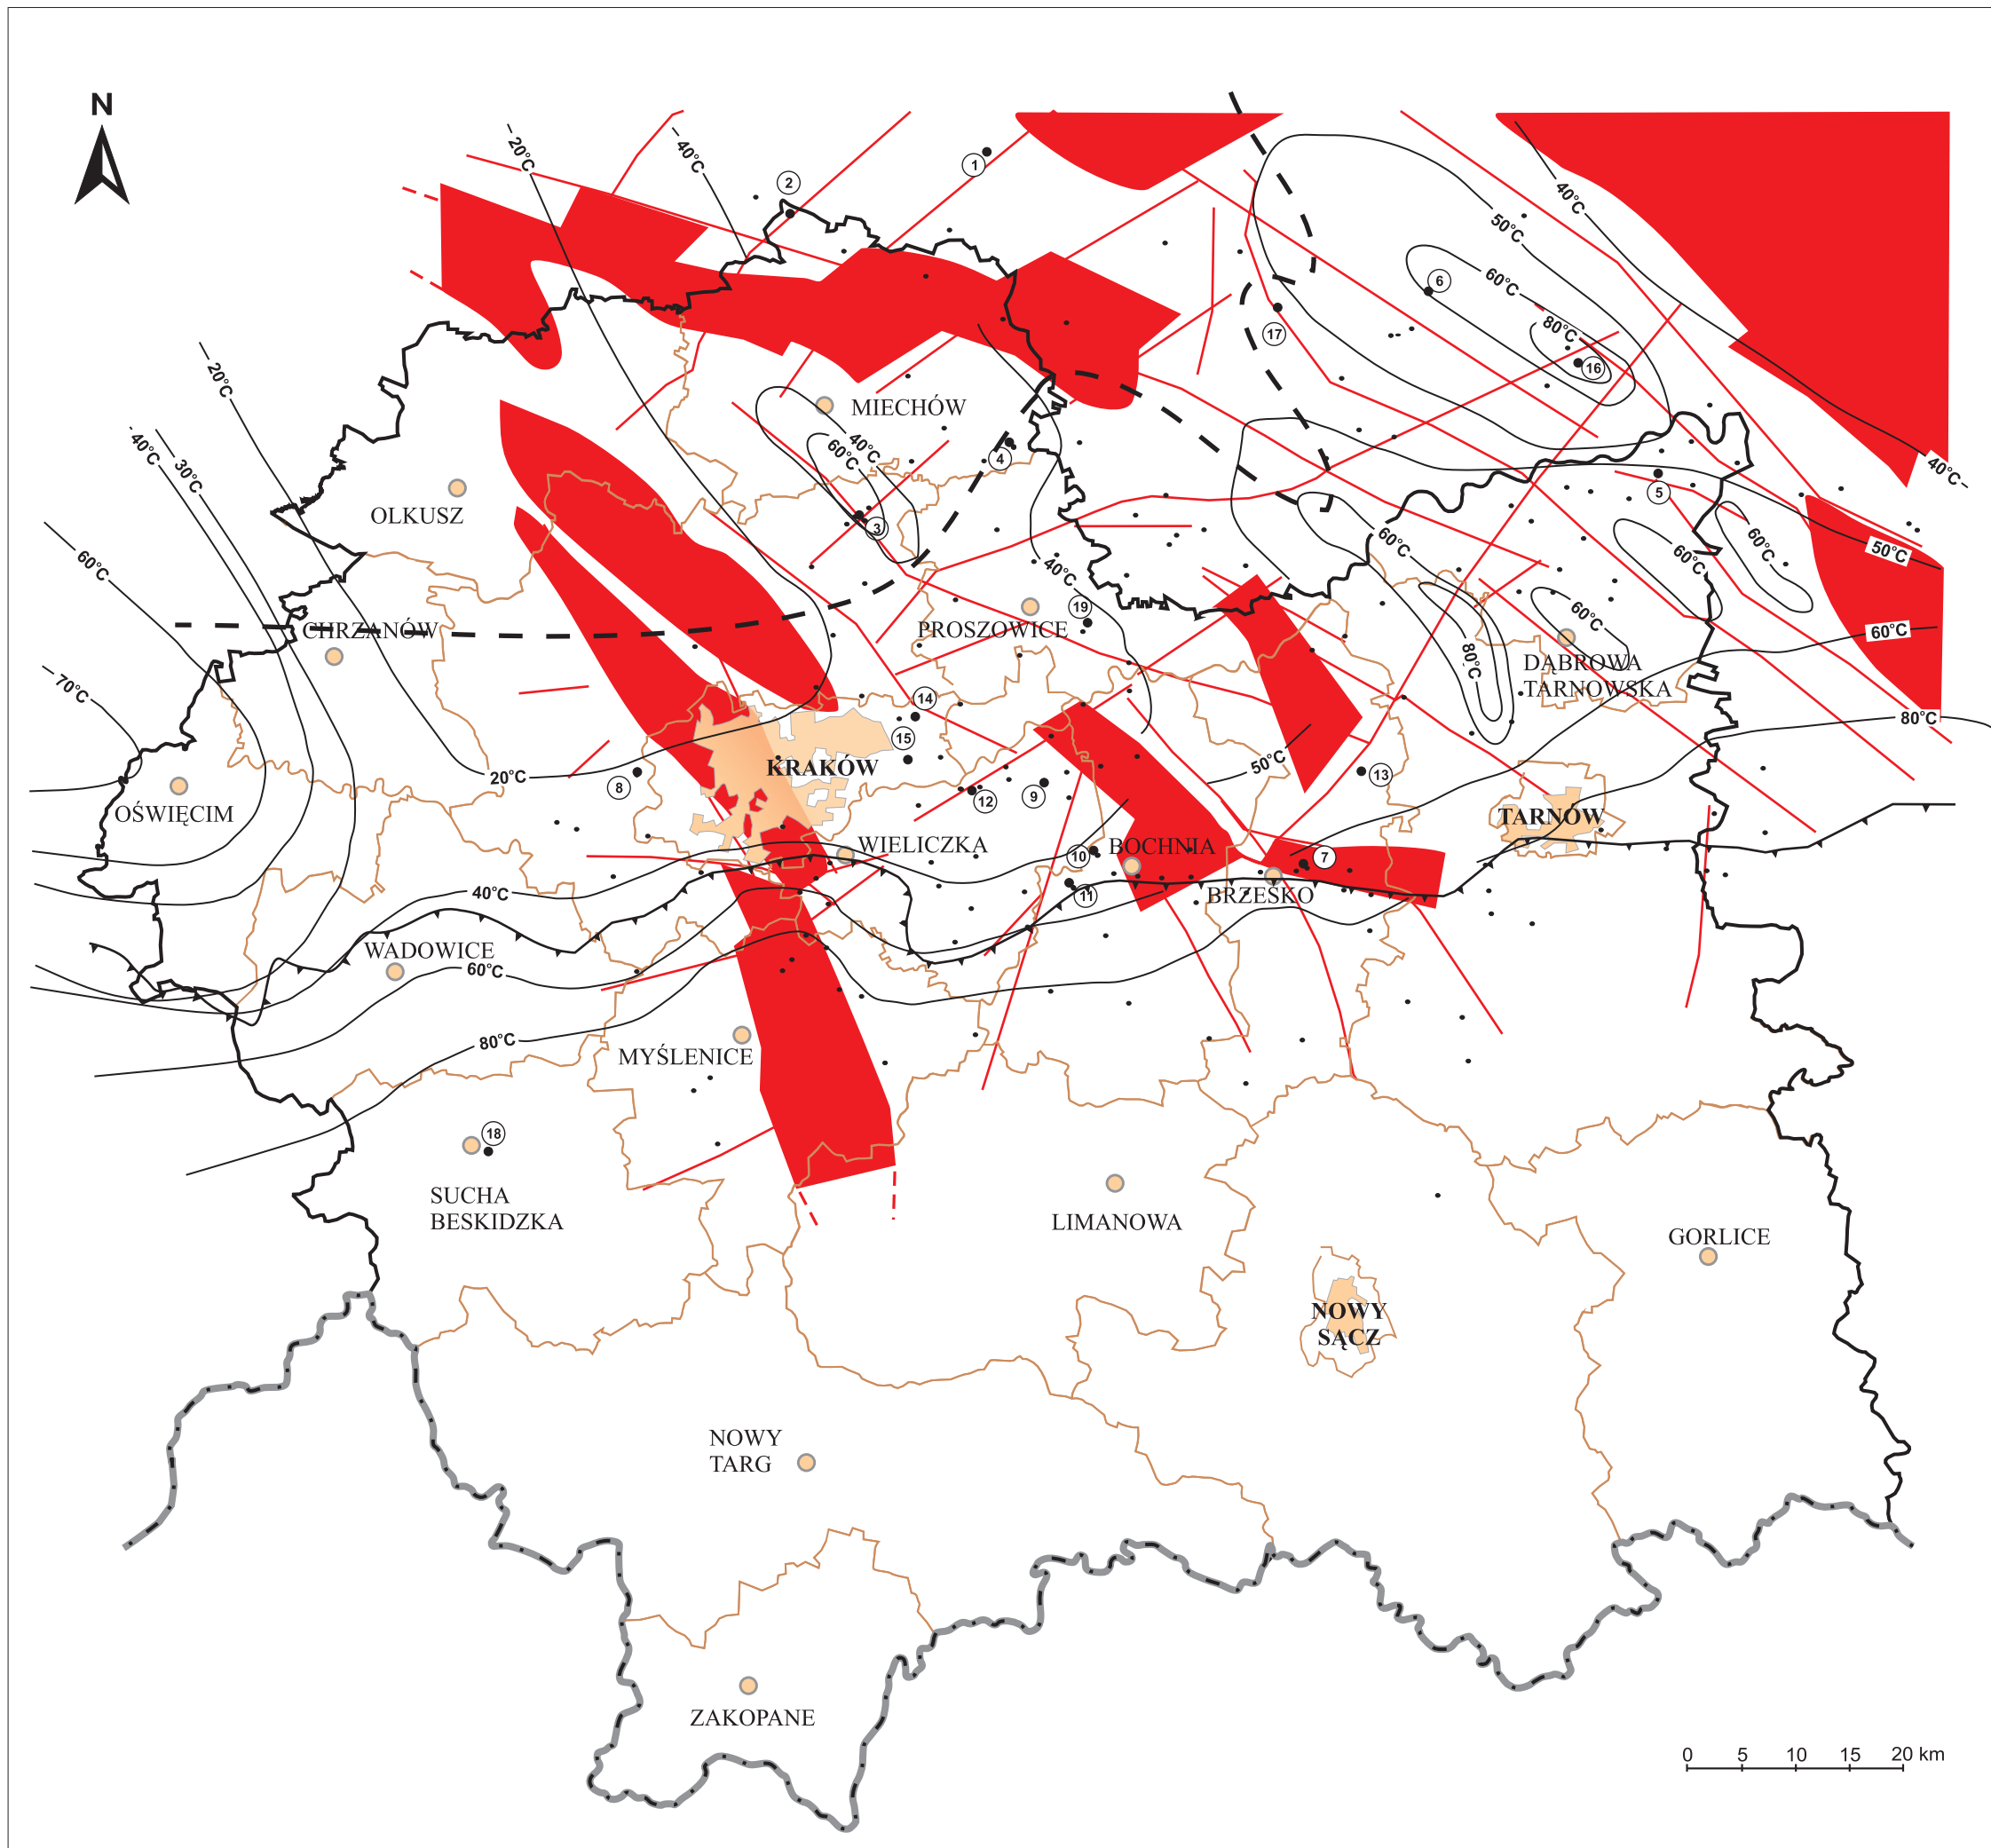 N
20°C
40°C
1
2
40°C
50°C
6
60°C
17
80°C
16
20°C
MIECHÓW
40°C
60°C
4
40°C
30°C
40°C
5
OLKUSZ
3
60°C
60°C
60°C
60°C
50°C
40°C
19
60°C
CHRZANÓW
PROSZOWICE
60°C
70°C
80°C
DĄBROWA
TARNOWSKA
14
15
80°C
KRAKÓW
50°C
13
20°C
8
9
12
OŚWIĘCIM
TARNÓW
WIELICZKA
10
BOCHNIA
7
40°C
11
BRZESKO
WADOWICE
60°C
80°C
MYŚLENICE
18
SUCHA
BESKIDZKA
LIMANOWA
GORLICE
NOWY
SĄCZ
NOWY
TARG
ZAKOPANE
0 5 10 15 20 km